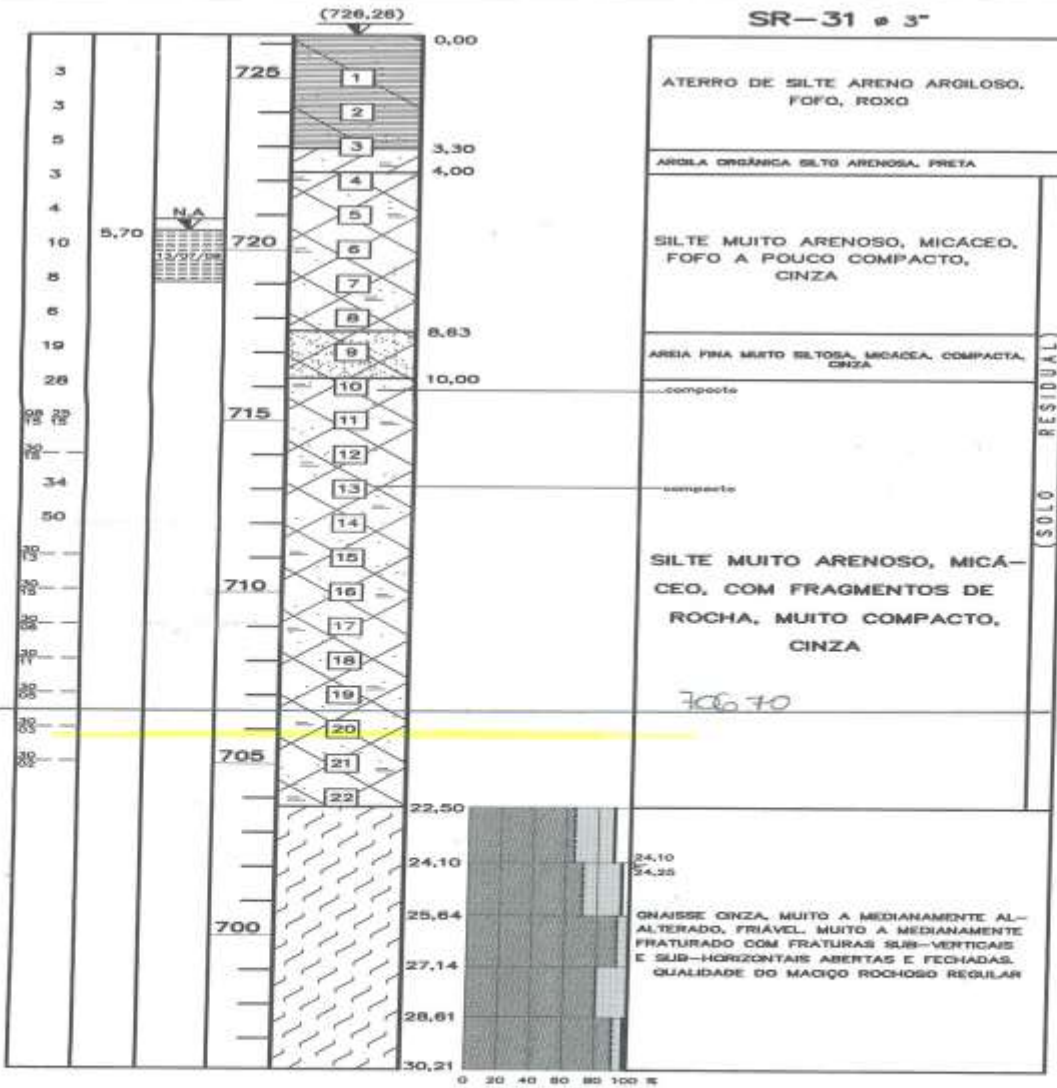 (726,26)
SR-31 ø 3"
0,00
3
725
1
ATERRO DE SILTE ARENO ARGILOSO,
FOFO, ROXO
3
2
5
3
3,30
ARGILA ORGÂNICA SILTO ARENOSA, PRETA
4,00
3
4
4
N.A
5
5,70
10
13/07/08
720
6
SILTE MUITO ARENOSO, MICÁCEO,
FOFO A POUCO COMPACTO,
CINZA
8
7
6
8
8,63
19
9
AREIA FINA MUITO SILTOSA, MICÁCEA, COMPACTA,
CINZA
10,00
28
10
compacto
715
11
12
34
13
compacto
50
14
15
710
16
17
18
19
SILTE MUITO ARENOSO, MICÁ-
CEO, COM FRAGMENTOS DE
ROCHA, MUITO COMPACTO,
CINZA
(SOLO RESIDUAL)
706 70
20
705
21
22
22,50
24,10
24,10
24,25
25,64
700
GNAISSE CINZA, MUITO A MEDIANAMENTE AL-
ALTERADO, FRIÁVEL, MUITO A MEDIANAMENTE
FRATURADO COM FRATURAS SUB-VERTICAIS
E SUB-HORIZONTAIS ABERTAS E FECHADAS.
QUALIDADE DO MACIÇO ROCHOSO REGULAR
27,14
28,61
30,21
0 20 40 60 80 100 %